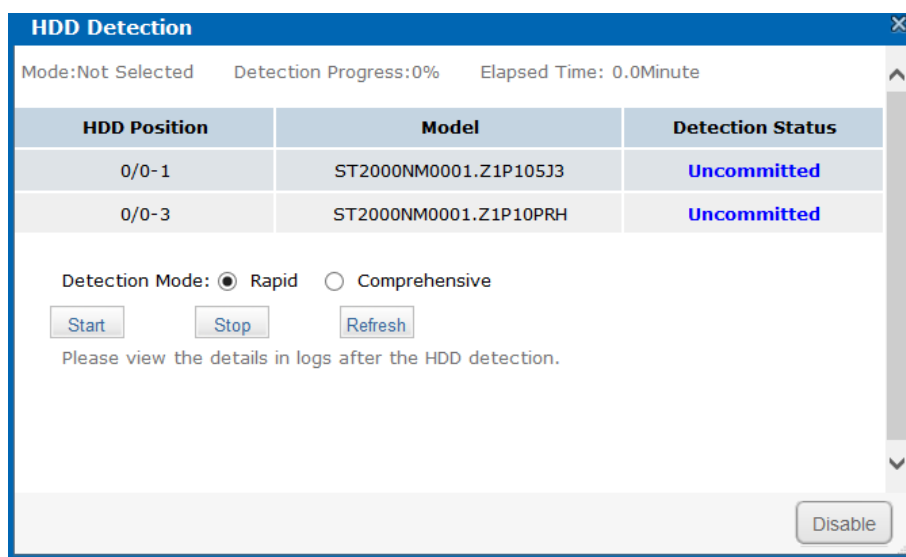 HDD Detection
Mode:Not Selected Detection Progress:0% Elapsed Time: 0.0Minute
HDD Position Model Detection Status
0/0-1 ST2000NM0001.Z1P105J3 Uncommitted
0/0-3 ST2000NM0001.Z1P10PRH Uncommitted
Detection Mode: Rapid Comprehensive
Start Stop Refresh
Please view the details in logs after the HDD detection.
Disable